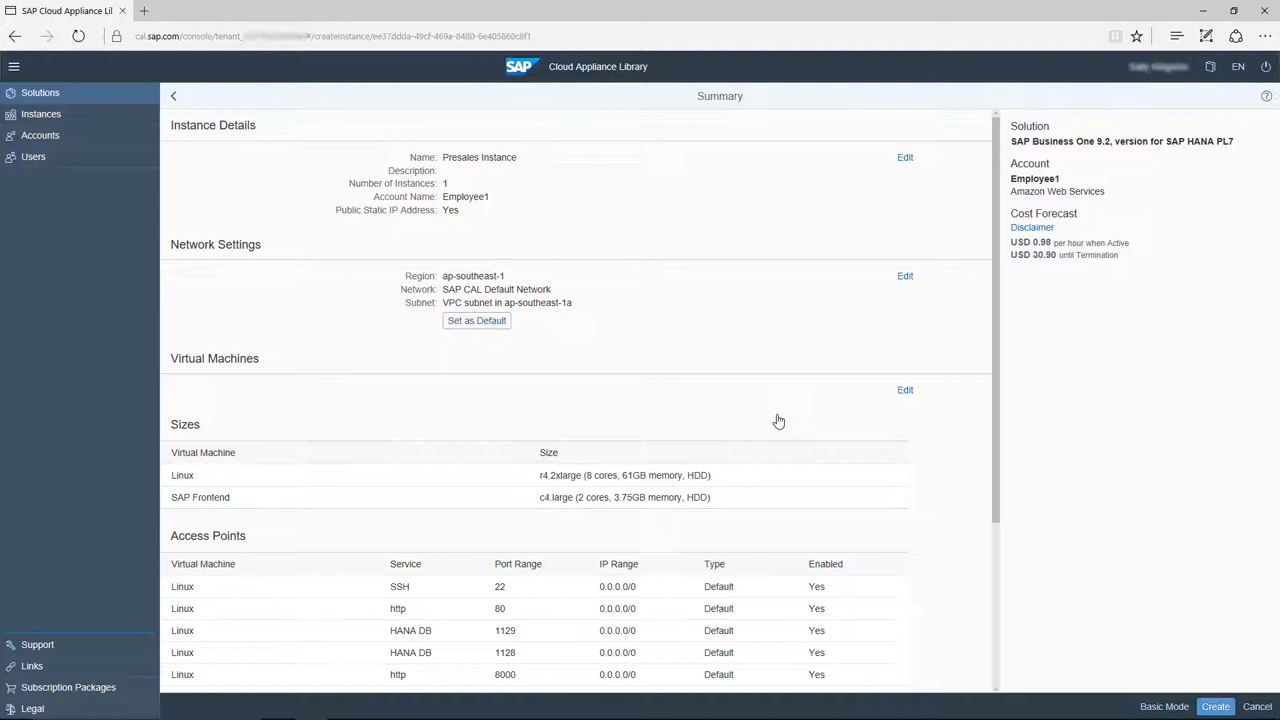 SAP Cloud Appliance Lil
cal.sap.com/console/tenant_ #/createInstance/ee37ddda-49cf-469a-8480-6e405860c8f1
SAP Cloud Appliance Library
EN
Solutions
Instances
Accounts
Users
Support
Links
Subscription Packages
Legal
Summary
Instance Details
Name: Presales Instance
Edit
Description:
Number of Instances: 1
Account Name: Employee1
Public Static IP Address: Yes
Network Settings
Region: ap-southeast-1
Edit
Network: SAP CAL Default Network
Subnet: VPC subnet in ap-southeast-1a
Set as Default
Virtual Machines
Edit
Sizes
Virtual Machine Size
Linux r4.2xlarge (8 cores, 61GB memory, HDD)
SAP Frontend c4.large (2 cores, 3.75GB memory, HDD)
Access Points
Virtual Machine Service Port Range IP Range Type Enabled
Linux SSH 22 0.0.0.0/0 Default Yes
Linux http 80 0.0.0.0/0 Default Yes
Linux HANA DB 1129 0.0.0.0/0 Default Yes
Linux HANA DB 1128 0.0.0.0/0 Default Yes
Linux http 8000 0.0.0.0/0 Default Yes
Solution
SAP Business One 9.2, version for SAP HANA PL7
Account
Employee1
Amazon Web Services
Cost Forecast
Disclaimer
USD 0.98 per hour when Active
USD 30.90 until Termination
Basic Mode
Create
Cancel